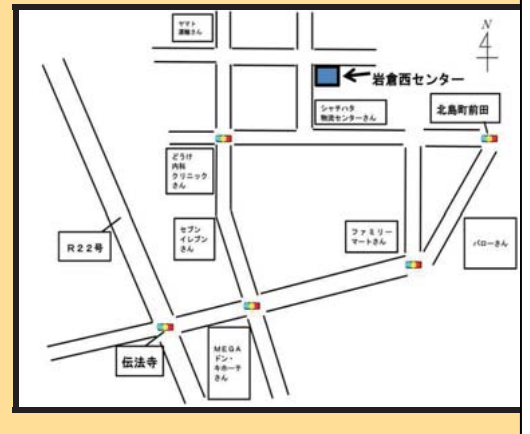 ヤマト
運輸さん
N
岩倉西センター
シャチハタ
物流センターさん
北島町前田
どうけ
内科
クリニック
さん
セブン
イレブン
さん
ファミリー
マートさん
バローさん
R22号
伝法寺
MEGA
ドン・
キホーテ
さん